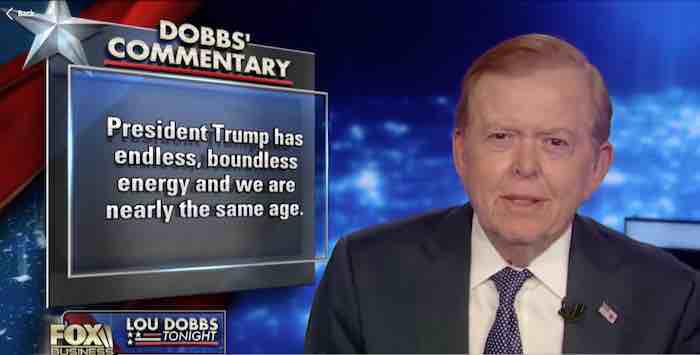 Back
DOBBS'
COMMENTARY
President Trump has
endless, boundless
energy and we are
nearly the same age.
FOX
BUSINESS
LOU DOBBS
TONIGHT